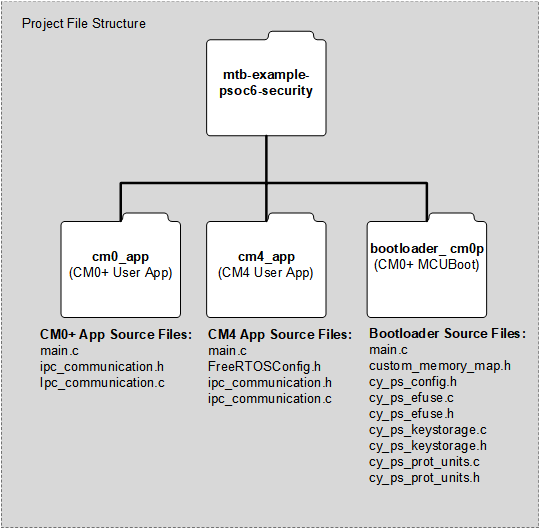 Project File Structure
mtb-example-
psoc6-security
cm0_app
(CM0+ User App)
cm4_app
(CM4 User App)
bootloader_ cm0p
(CM0+ MCUBoot)
CM0+ App Source Files:
main.c
ipc_communication.h
Ipc_communication.c
CM4 App Source Files:
main.c
FreeRTOSConfig.h
ipc_communication.h
ipc_communication.c
Bootloader Source Files:
main.c
custom_memory_map.h
cy_ps_config.h
cy_ps_efuse.c
cy_ps_efuse.h
cy_ps_keystorage.c
cy_ps_keystorage.h
cy_ps_prot_units.c
cy_ps_prot_units.h